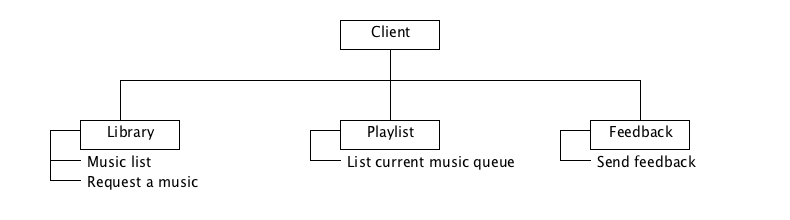 Client
Library
Playlist
Feedback
Music list
List current music queue
Send feedback
Request a music